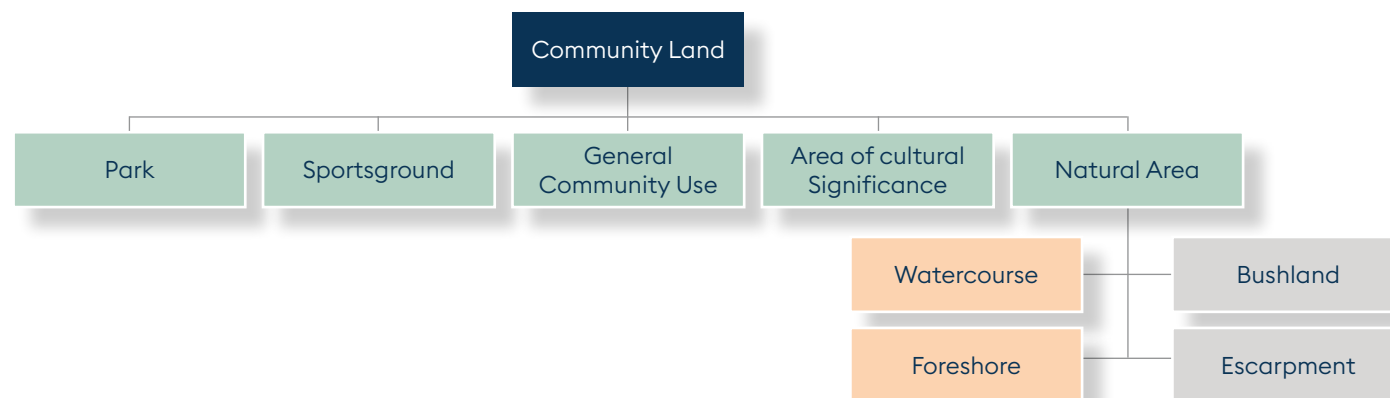 Community Land
Park
Sportsground
General
Community Use
Area of cultural
Significance
Natural Area
Watercourse
Bushland
Foreshore
Escarpment